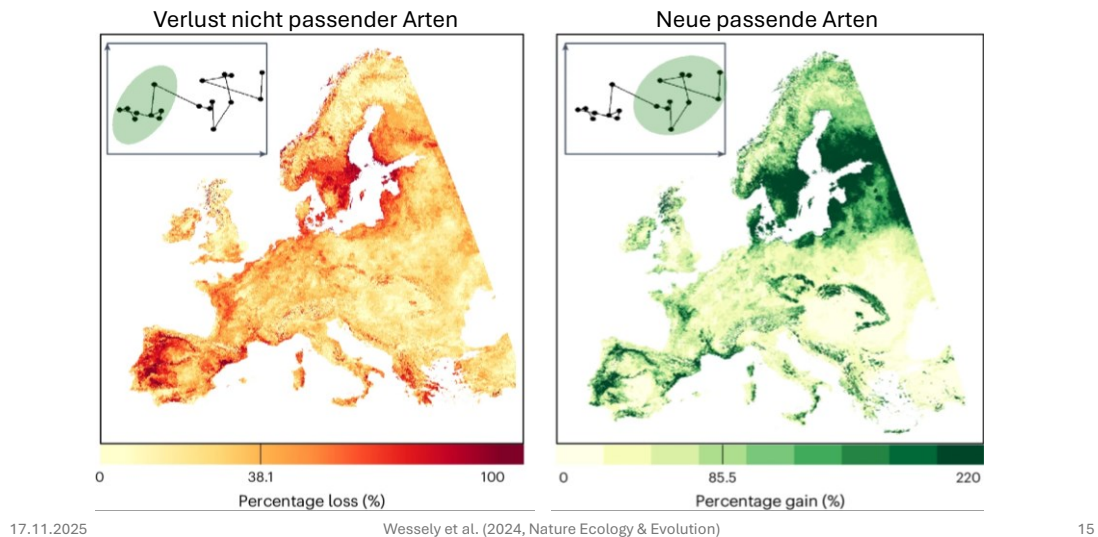 Verlust nicht passender Arten
Neue passende Arten
0 38.1 100
Percentage loss (%)
0 85.5 220
Percentage gain (%)
17.11.2025
Wessely et al. (2024, Nature Ecology & Evolution)
15